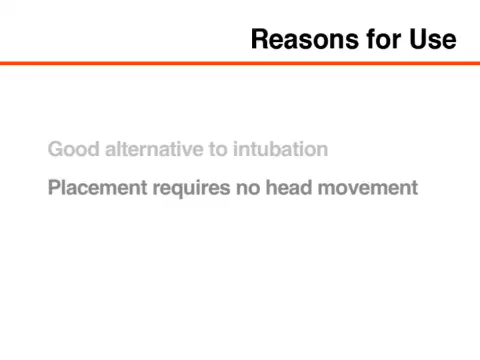 Reasons for Use
Good alternative to intubation
Placement requires no head movement